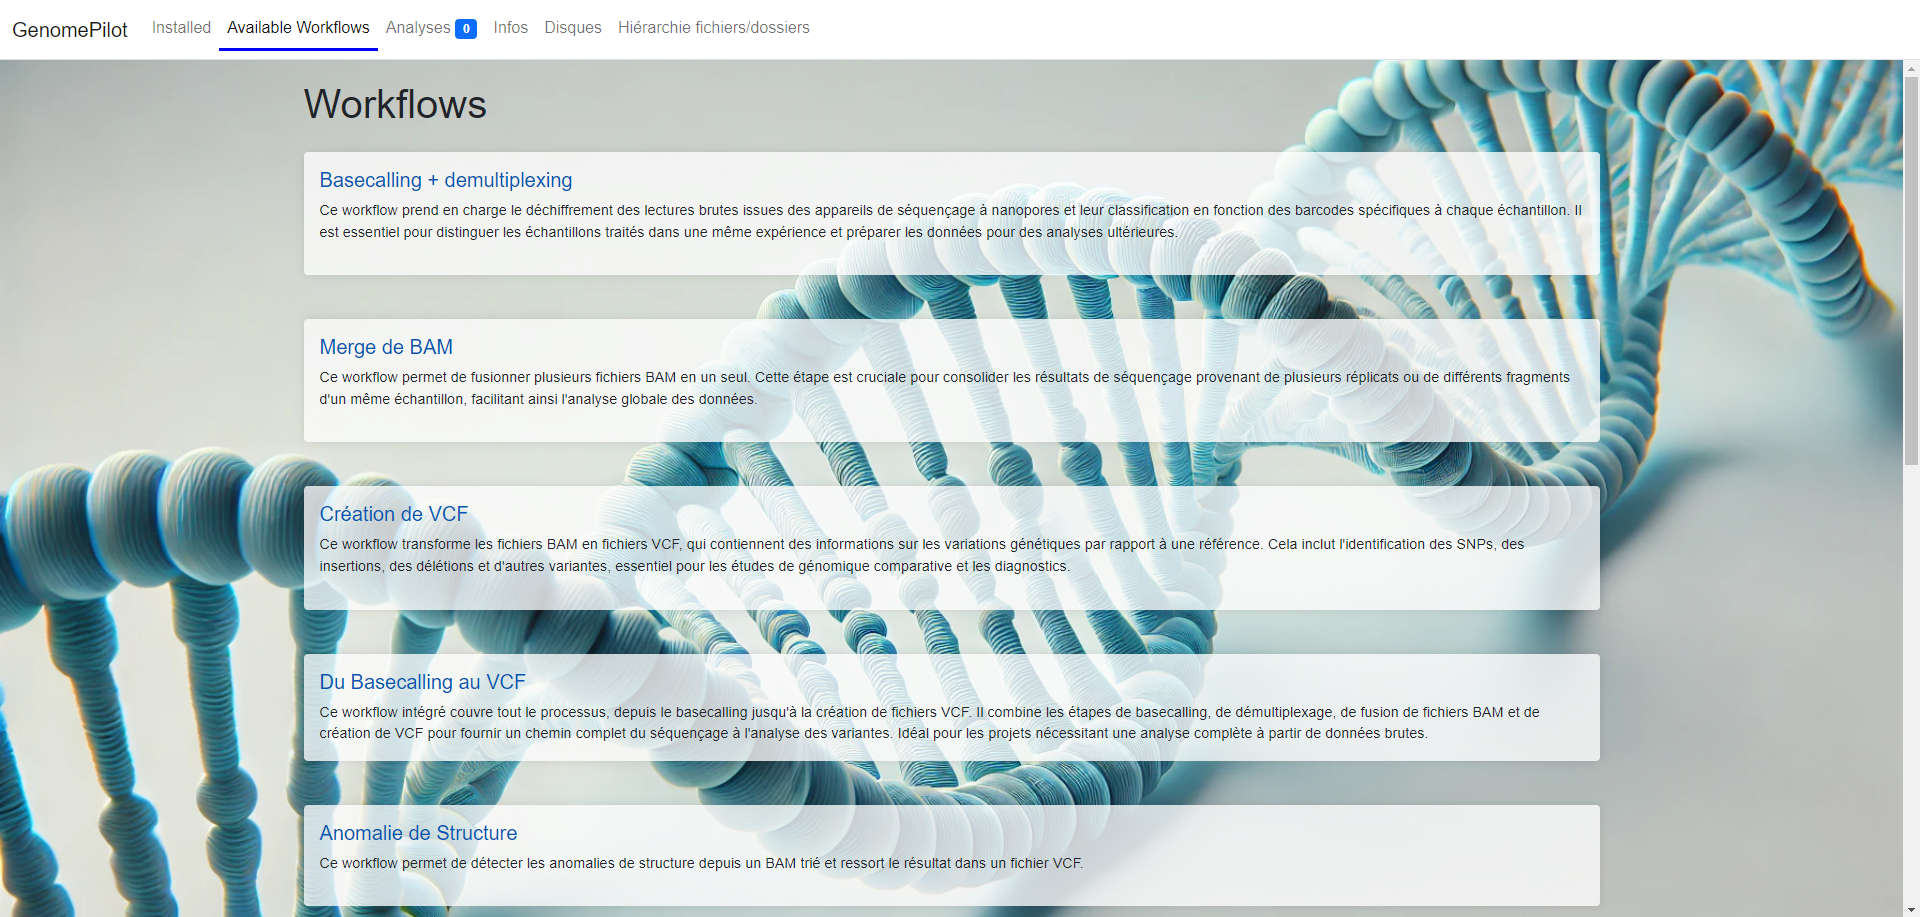 GenomePilot Installed Available Workflows Analyses 0 Infos Disques Hiérarchie fichiers/dossiers
Workflows
Basecalling + demultiplexing
Ce workflow prend en charge le déchiffrement des lectures brutes issues des appareils de séquençage à nanopores et leur classification en fonction des barcodes spécifiques à chaque échantillon. Il
est essentiel pour distinguer les échantillons traités dans une même expérience et préparer les données pour des analyses ultérieures.
Merge de BAM
Ce workflow permet de fusionner plusieurs fichiers BAM en un seul. Cette étape est cruciale pour consolider les résultats de séquençage provenant de plusieurs réplicats ou de différents fragments
d'un même échantillon, facilitant ainsi l'analyse globale des données.
Création de VCF
Ce workflow transforme les fichiers BAM en fichiers VCF, qui contiennent des informations sur les variations génétiques par rapport à une référence. Cela inclut l'identification des SNPs, des
insertions, des délétions et d'autres variantes, essentiel pour les études de génomique comparative et les diagnostics.
Du Basecalling au VCF
Ce workflow intégré couvre tout le processus, depuis le basecalling jusqu'à la création de fichiers VCF. Il combine les étapes de basecalling, de démultiplexage, de fusion de fichiers BAM et de
création de VCF pour fournir un chemin complet du séquençage à l'analyse des variantes. Idéal pour les projets nécessitant une analyse complète à partir de données brutes.
Anomalie de Structure
Ce workflow permet de détecter les anomalies de structure depuis un BAM trié et ressort le résultat dans un fichier VCF.